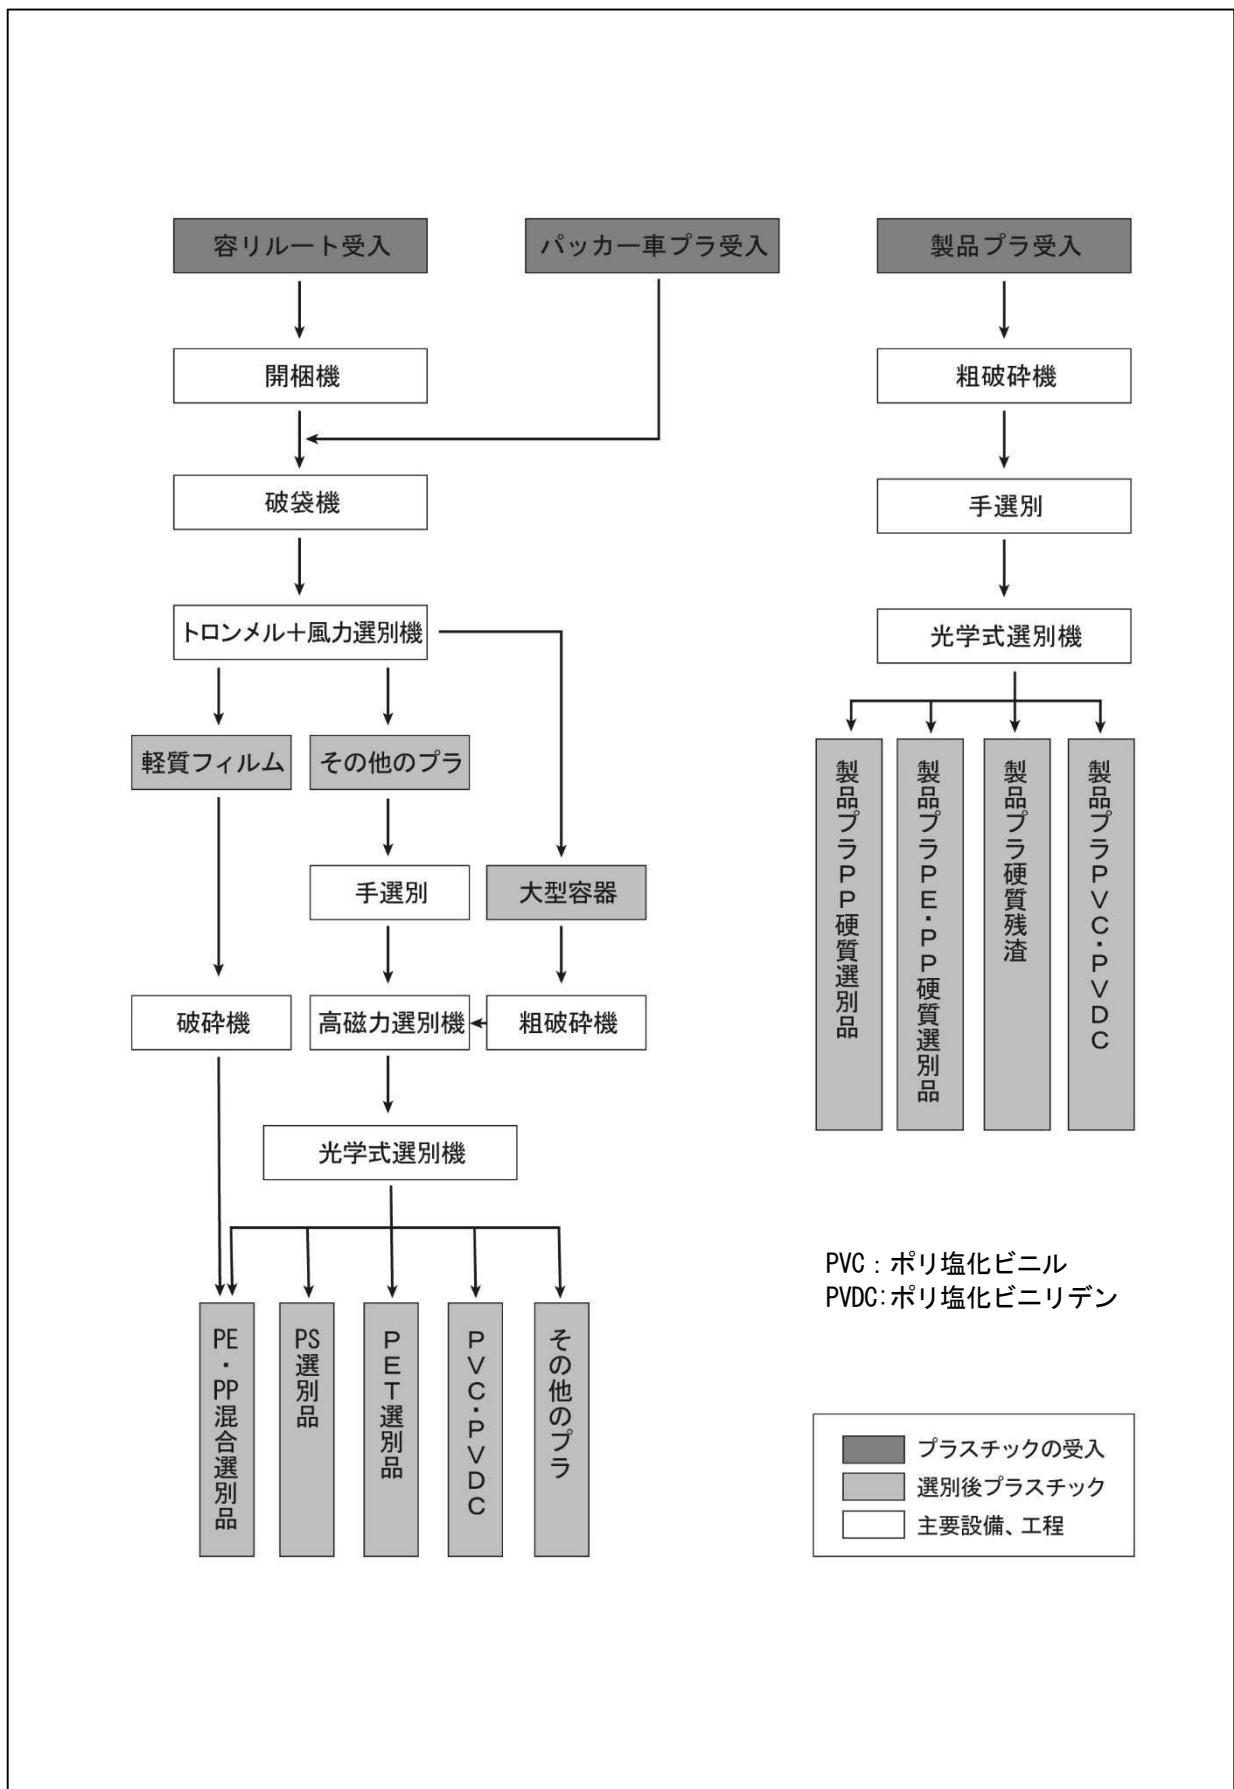 容リルート受入
パッカー車プラ受入
製品プラ受入
開梱機
粗破砕機
破袋機
手選別
トロンメル＋風力選別機
光学式選別機
軽質フィルム
その他のプラ
手選別
大型容器
破砕機
高磁力選別機
粗破砕機
光学式選別機
製品プラＰＰ硬質選別品
製品プラＰＥ・ＰＰ硬質選別品
製品プラ硬質残渣
製品プラＰＶＣ・ＰＶＤＣ
PE・PP混合選別品
PS選別品
ＰＥＴ選別品
ＰＶＣ・ＰＶＤＣ
その他のプラ
PVC：ポリ塩化ビニル
PVDC:ポリ塩化ビニリデン
プラスチックの受入
選別後プラスチック
主要設備、工程